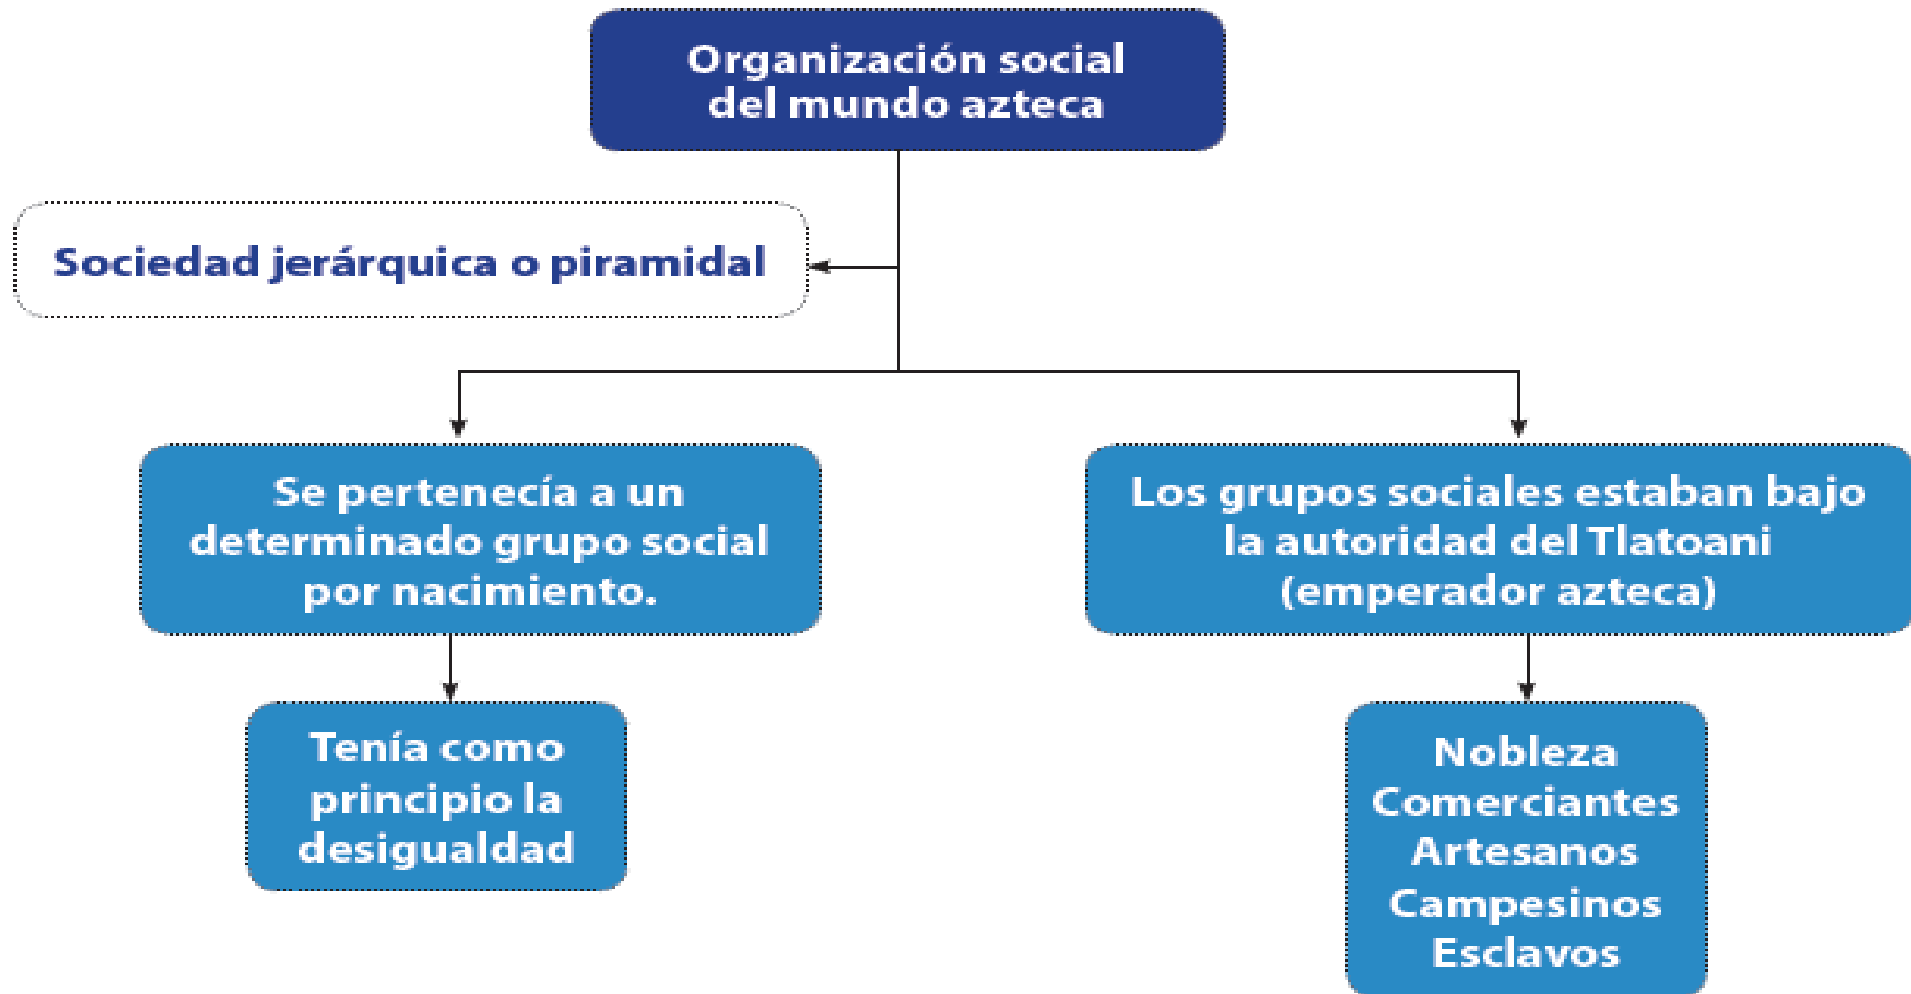 Organización social
del mundo azteca
Sociedad jerárquica o piramidal
Se pertenecía a un
determinado grupo social
por nacimiento.
Los grupos sociales estaban bajo
la autoridad del Tlatoani
(emperador azteca)
Tenía como
principio la
desigualdad
Nobleza
Comerciantes
Artesanos
Campesinos
Esclavos